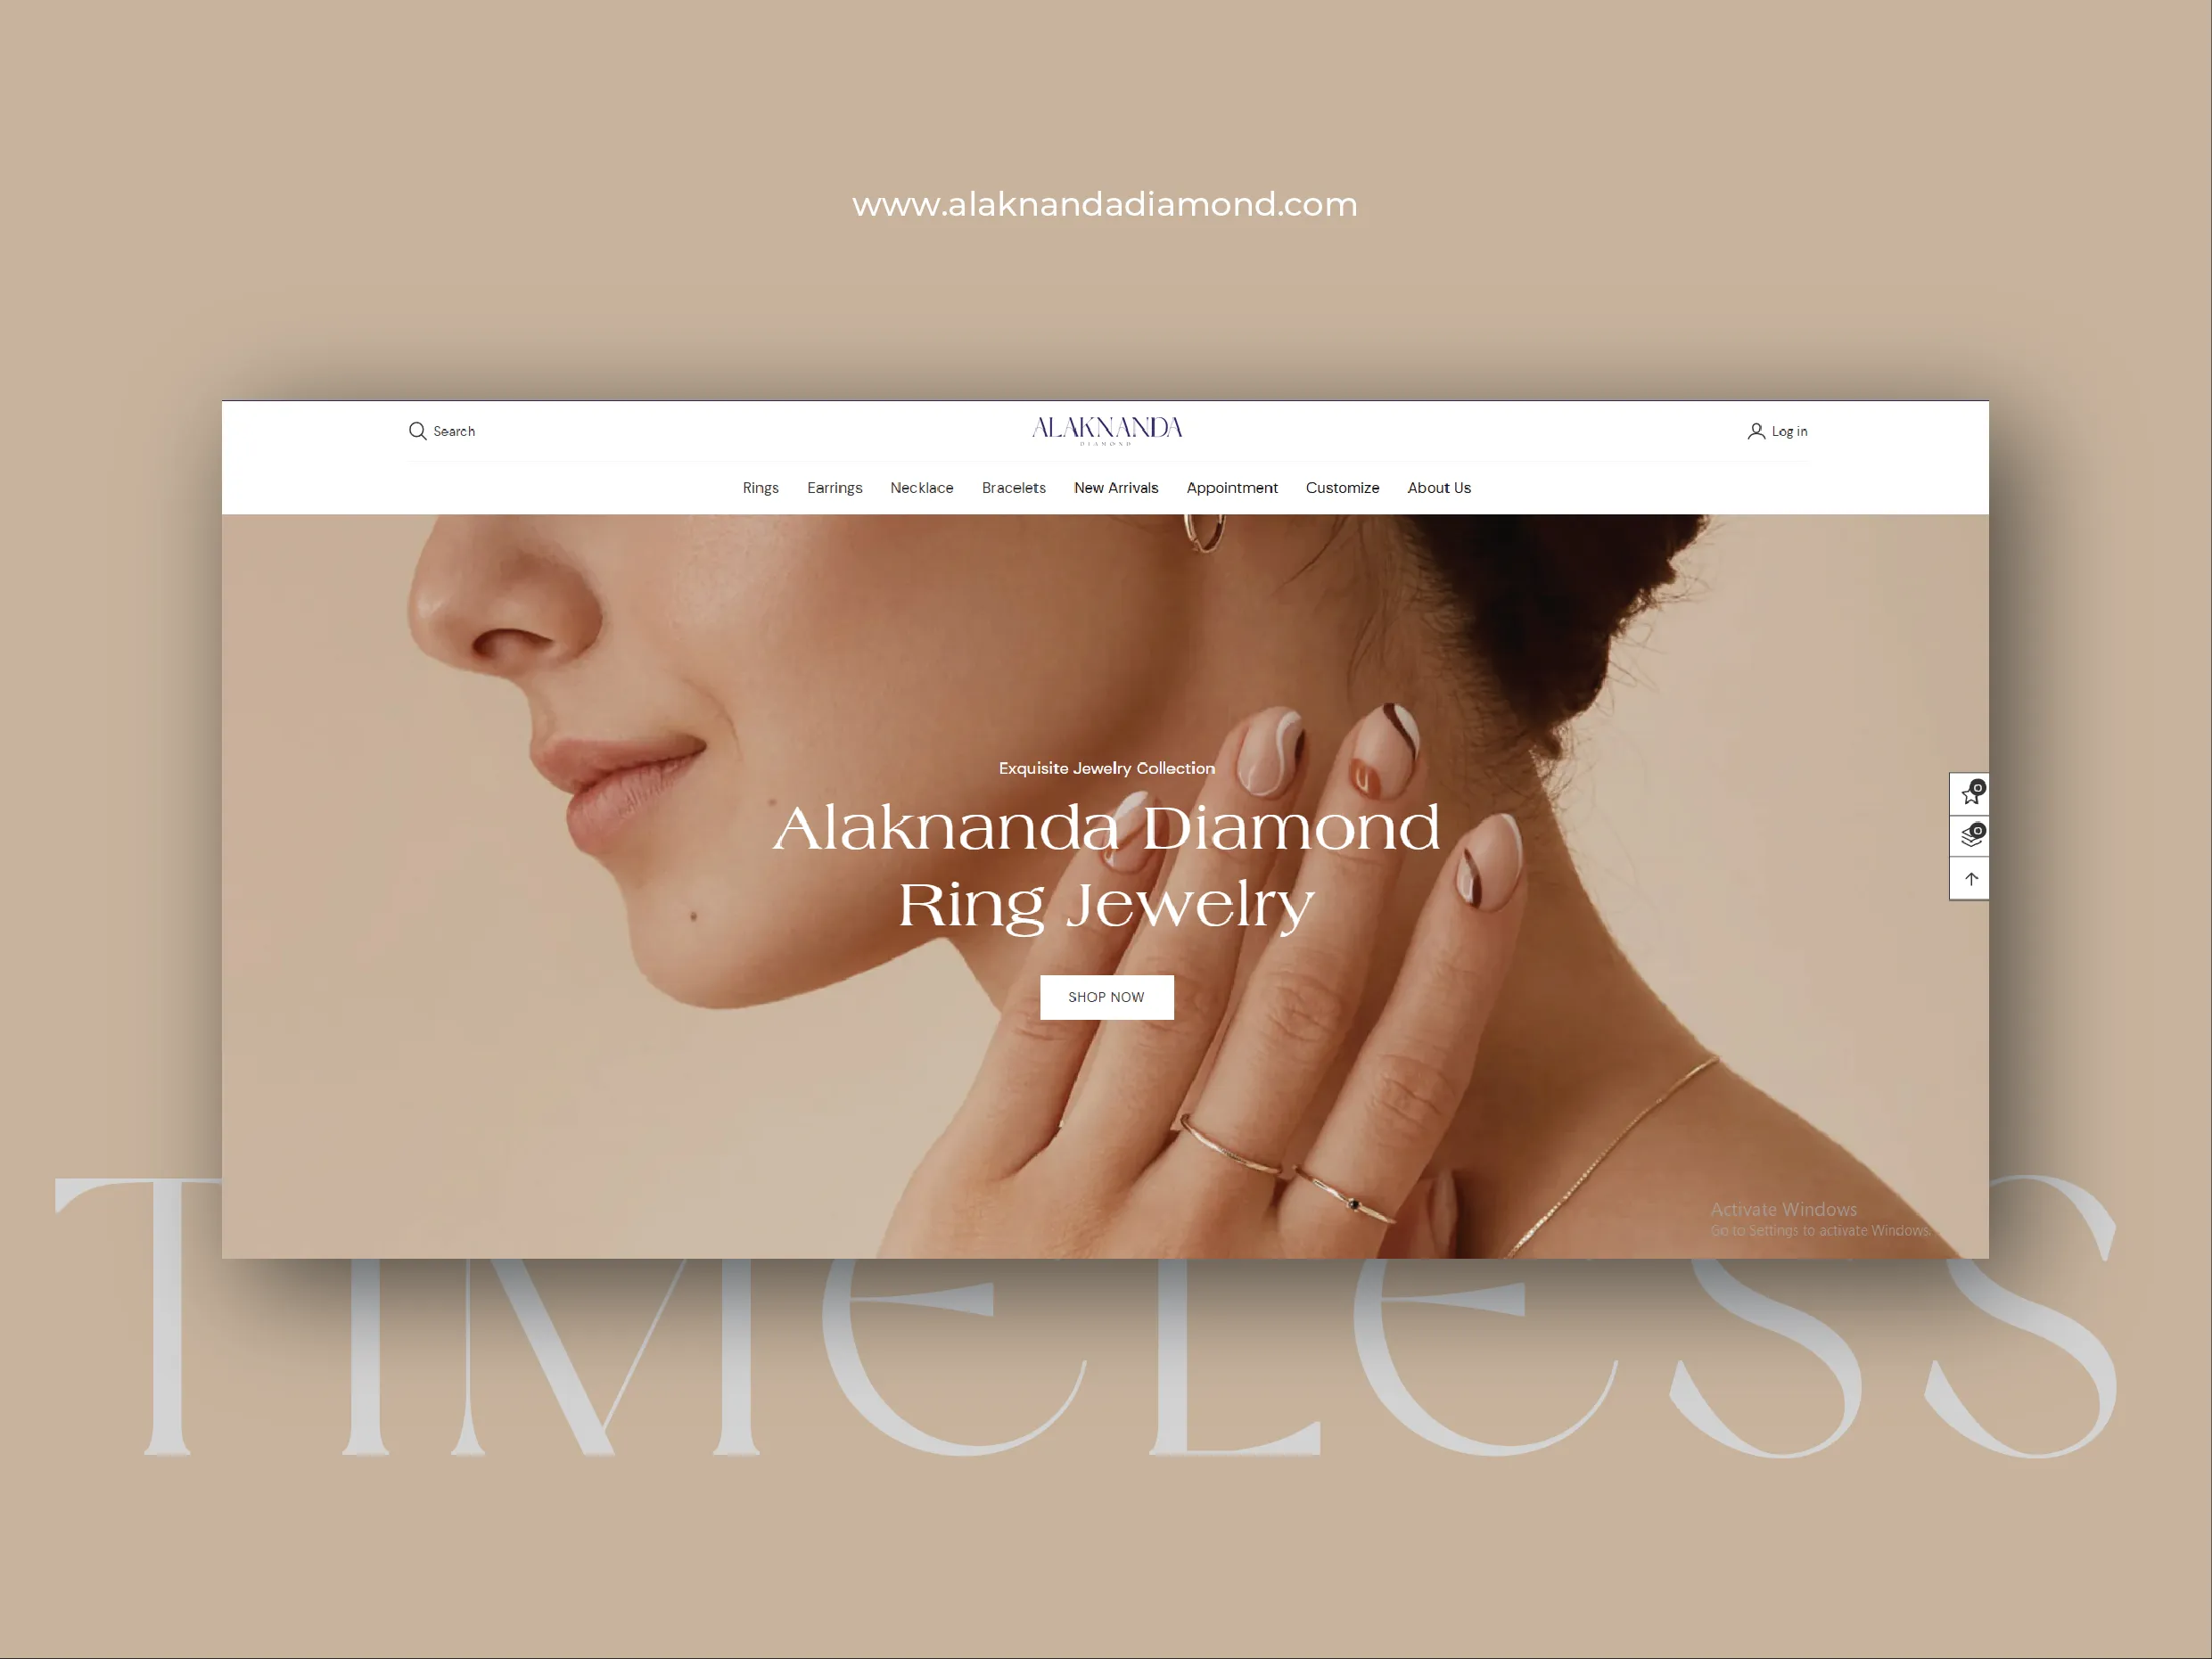 www.alaknandadiamond.com
Search
ALAKNANDA
DIAMOND
Log in
Rings Earrings Necklace Bracelets New Arrivals Appointment Customize About Us
Exquisite Jewelry Collection
Alaknanda Diamond
Ring Jewelry
0
0
SHOP NOW
Activate Windows
Go to Settings to activate Windows.
TIMELESS